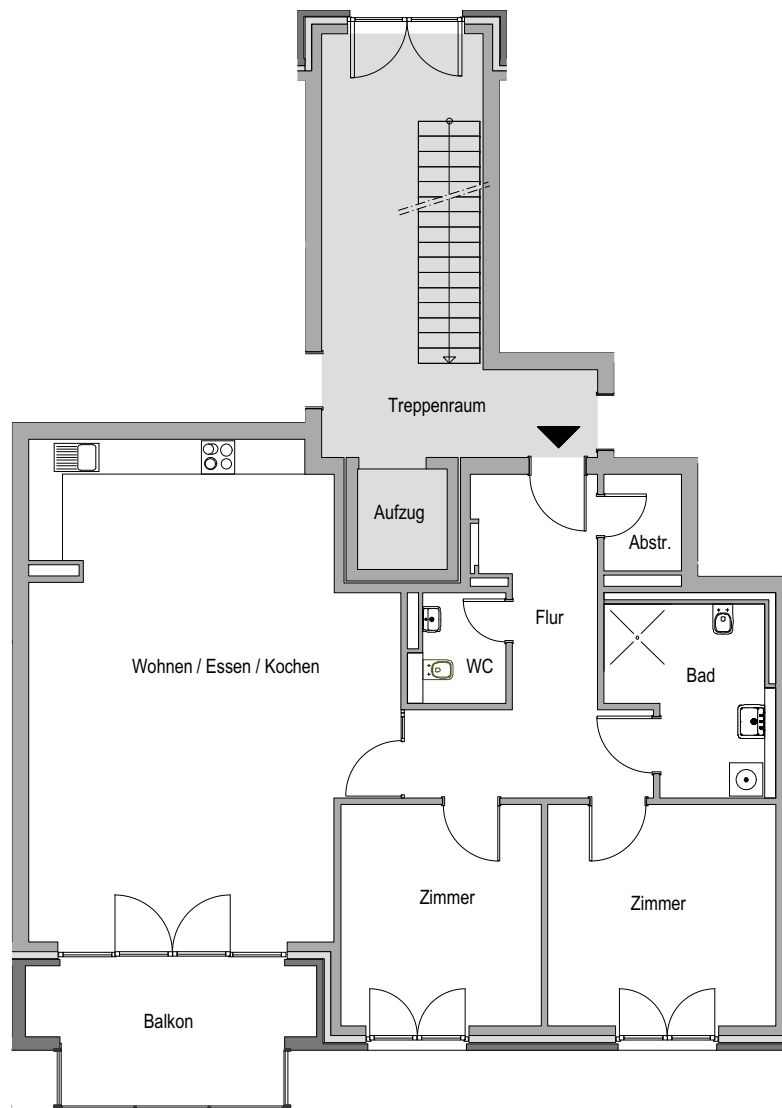 Treppenraum
Aufzug
Abstr.
Flur
Wohnen / Essen / Kochen
WC
Bad
Zimmer
Zimmer
Balkon